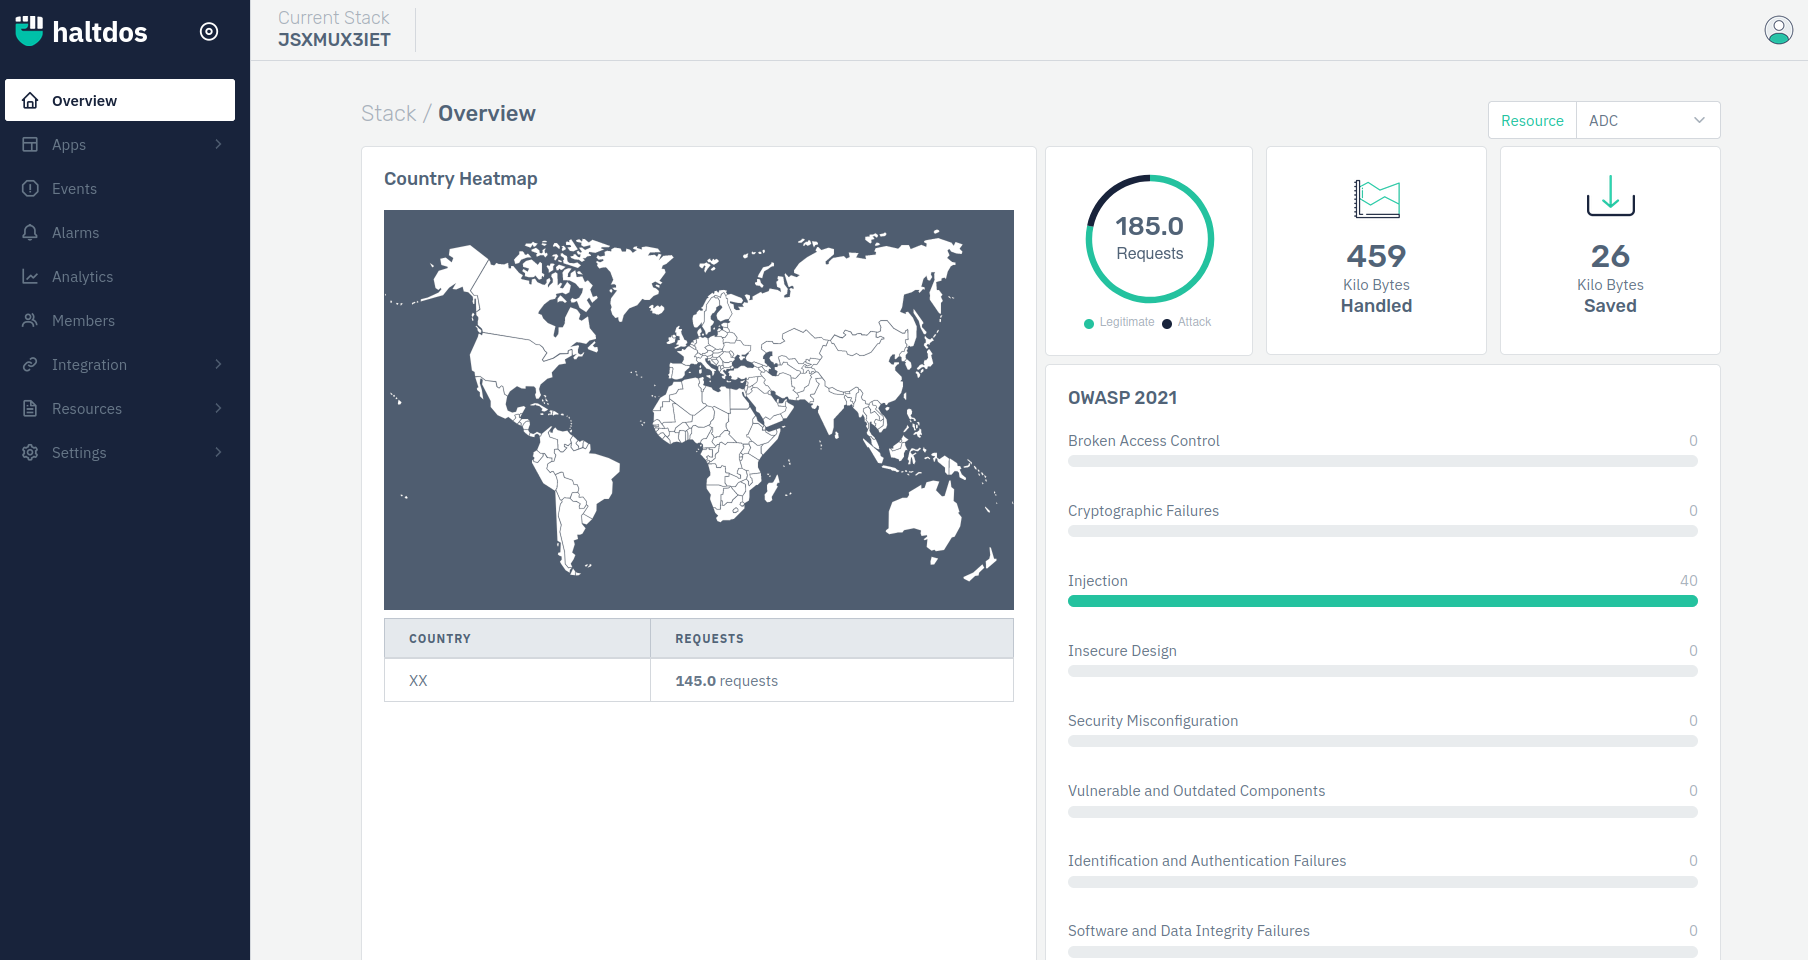 haltdos
Current Stack
JSXMUX3IET
Overview
Apps
Events
Alarms
Analytics
Members
Integration
Resources
Settings
Stack / Overview
Resource ADC
Country Heatmap
COUNTRY REQUESTS
XX 145.0 requests
185.0
Requests
Legitimate Attack
459
Kilo Bytes
Handled
26
Kilo Bytes
Saved
OWASP 2021
Broken Access Control 0
Cryptographic Failures 0
Injection 40
Insecure Design 0
Security Misconfiguration 0
Vulnerable and Outdated Components 0
Identification and Authentication Failures 0
Software and Data Integrity Failures 0